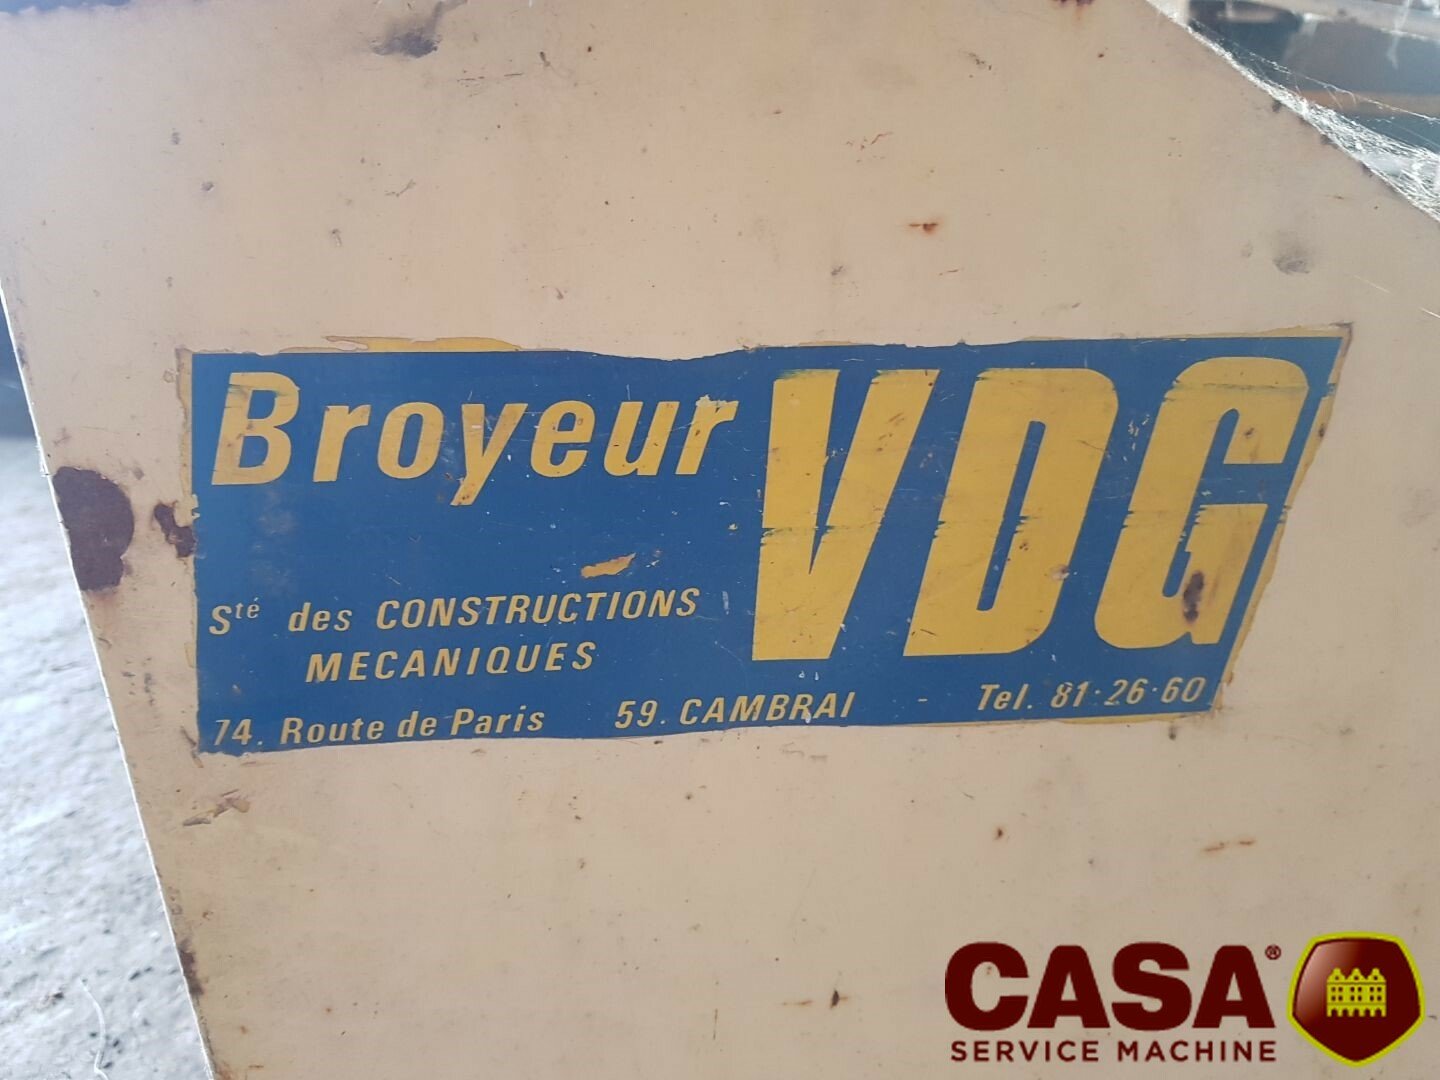 Broyeur VDG
Sté des CONSTRUCTIONS
MECANIQUES
74. Route de Paris 59. CAMBRAI - Tel. 81·26·60
CASA®
SERVICE MACHINE